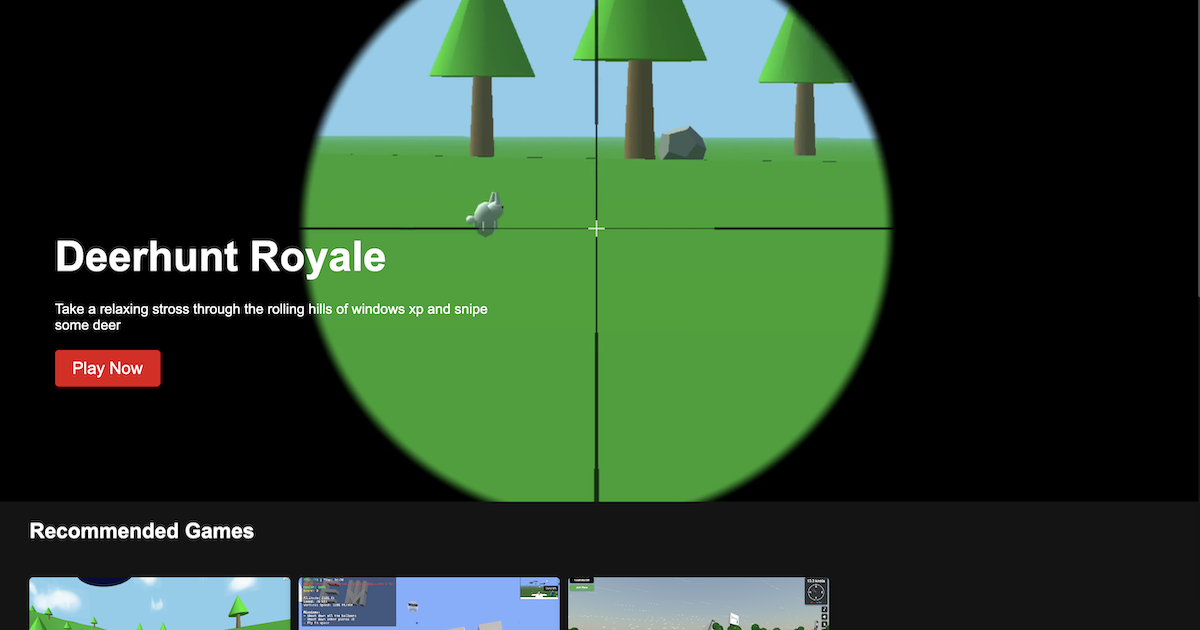 Deerhunt Royale
Take a relaxing stross through the rolling hills of windows xp and snipe
some deer
Play Now
Recommended Games